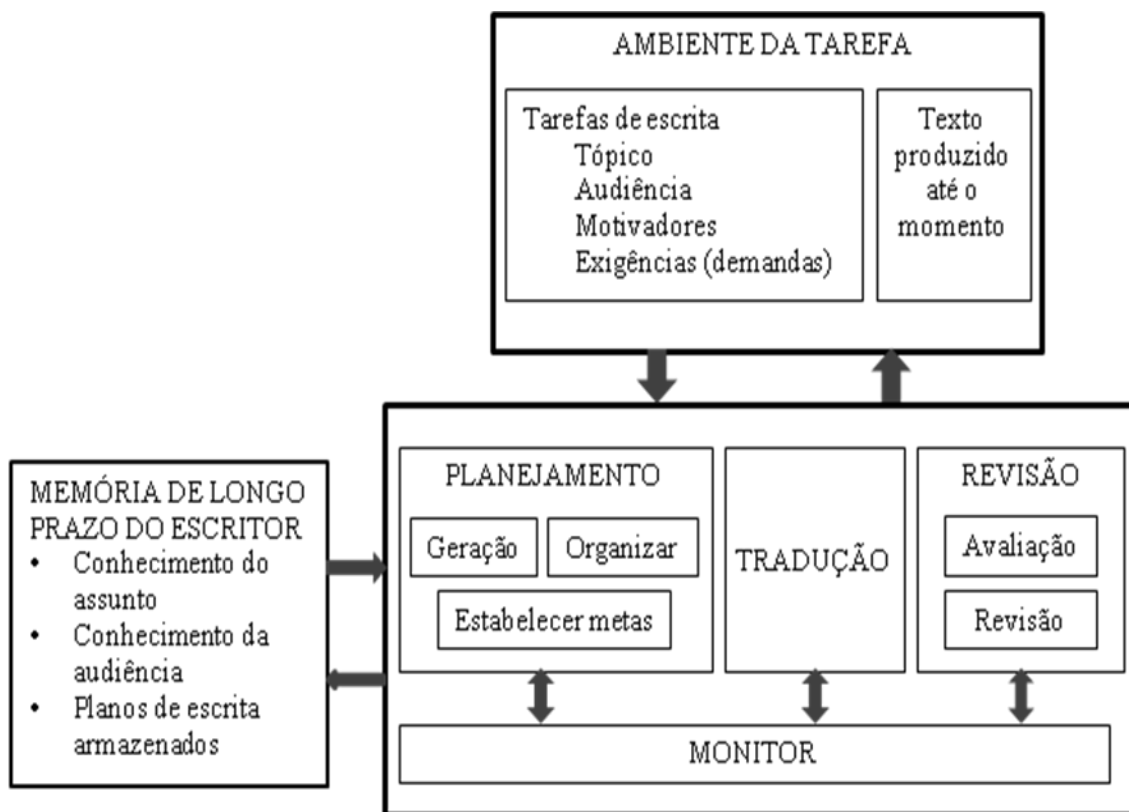 AMBIENTE DA TAREFA
Tarefas de escrita
Tópico
Audiência
Motivadores
Exigências (demandas)
Texto
produzido
até o
momento
MEMÓRIA DE LONGO
PRAZO DO ESCRITOR
• Conhecimento do
assunto
• Conhecimento da
audiência
• Planos de escrita
armazenados
PLANEJAMENTO
Geração
Organizar
Estabelecer metas
TRADUÇÃO
REVISÃO
Avaliação
Revisão
MONITOR